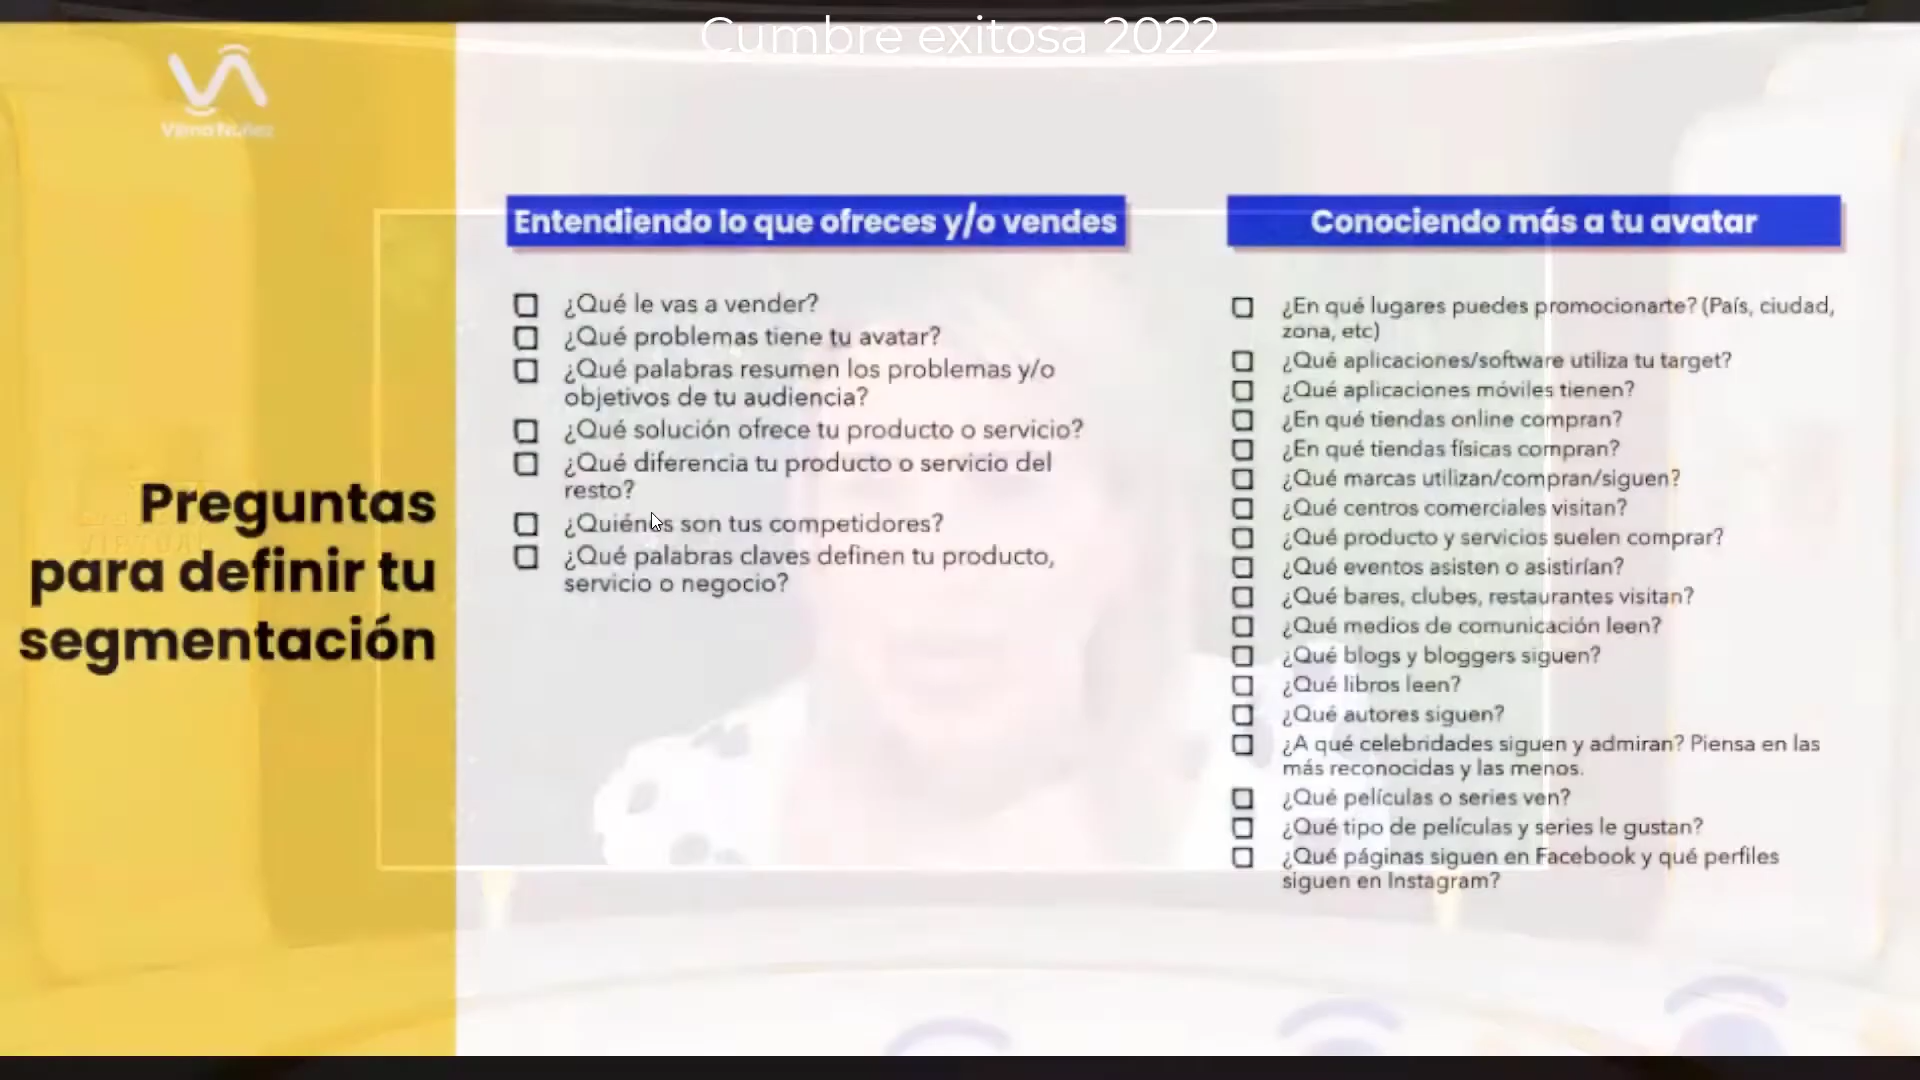 Cumbre exitosa 2022
Vilma Núñez
Preguntas
para definir tu
segmentación
Entendiendo lo que ofreces y/o vendes
¿Qué le vas a vender?
¿Qué problemas tiene tu avatar?
¿Qué palabras resumen los problemas y/o
objetivos de tu audiencia?
¿Qué solución ofrece tu producto o servicio?
¿Qué diferencia tu producto o servicio del
resto?
¿Quiénes son tus competidores?
¿Qué palabras claves definen tu producto,
servicio o negocio?
Conociendo más a tu avatar
¿En qué lugares puedes promocionarte? (País, ciudad,
zona, etc)
¿Qué aplicaciones/software utiliza tu target?
¿Qué aplicaciones móviles tienen?
¿En qué tiendas online compran?
¿En qué tiendas físicas compran?
¿Qué marcas utilizan/compran/siguen?
¿Qué centros comerciales visitan?
¿Qué producto y servicios suelen comprar?
¿Qué eventos asisten o asistirían?
¿Qué bares, clubes, restaurantes visitan?
¿Qué medios de comunicación leen?
¿Qué blogs y bloggers siguen?
¿Qué libros leen?
¿Qué autores siguen?
¿A qué celebridades siguen y admiran? Piensa en las
más reconocidas y las menos.
¿Qué películas o series ven?
¿Qué tipo de películas y series le gustan?
¿Qué páginas siguen en Facebook y qué perfiles
siguen en Instagram?